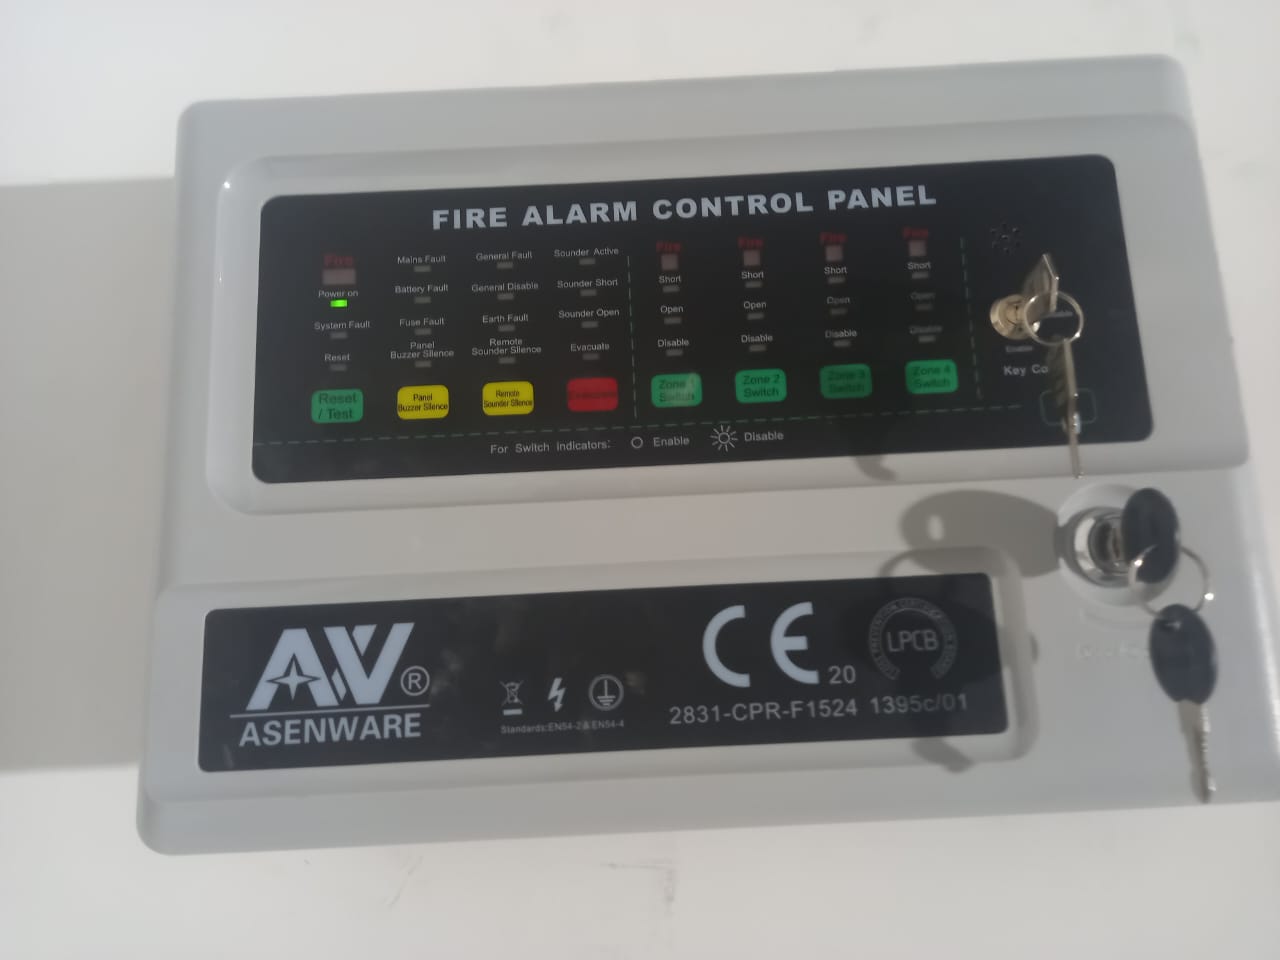 FIRE ALARM CONTROL PANEL
Fire
Power on
System Fault
Reset
Reset
/ Test
Mains Fault
Battery Fault
Fuse Fault
Panel
Buzzer Silence
Panel
Buzzer Silence
General Fault
General Disable
Earth Fault
Remote
Sounder Silence
Remote
Sounder Silence
Sounder Active
Sounder Short
Sounder Open
Evacuate
Evacuate
Fire
Short
Open
Disable
Zone 1
Switch
Fire
Short
Open
Disable
Zone 2
Switch
Fire
Short
Open
Disable
Zone 3
Switch
Fire
Short
Open
Disable
Zone 4
Switch
Enable
Key Co
For Switch Indicators: Enable Disable
AW®
ASENWARE
Standards:EN54-2&EN54-4
CE
20
2831-CPR-F1524
LPCB
1395c/01